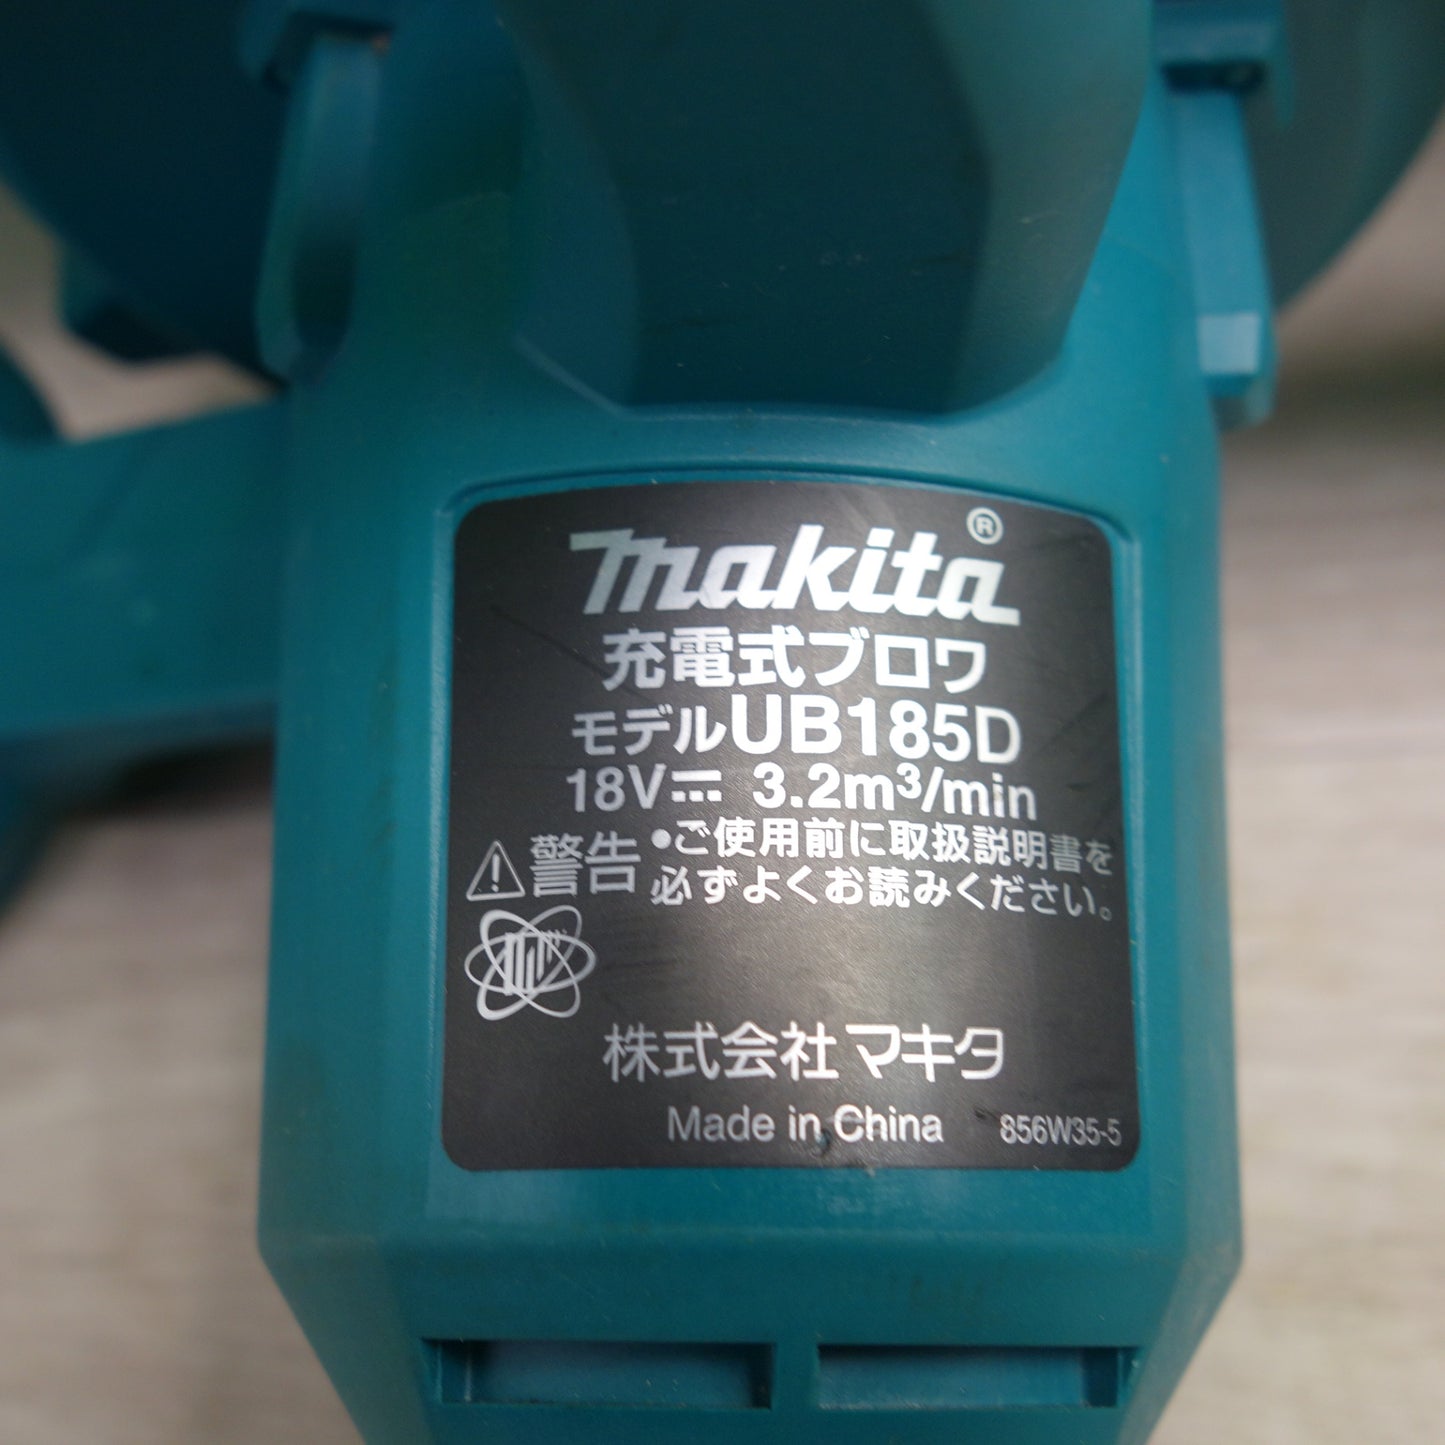 makita®
充電式ブロワ
モデルUB185D
18V⎓ 3.2m³/min
⚠警告 •ご使用前に取扱説明書を
必ずよくお読みください。
株式会社マキタ
Made in China 856W35-5